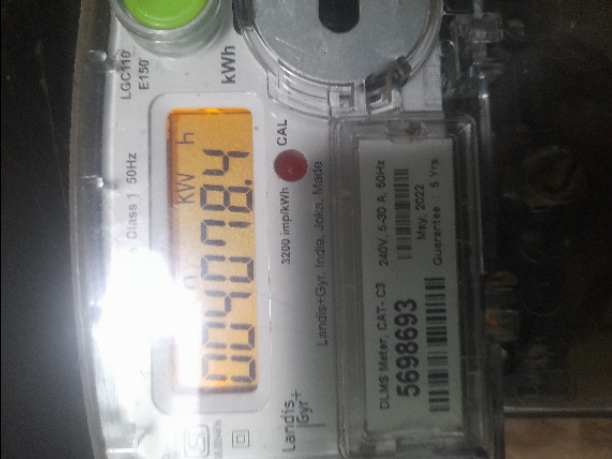 LGC110
E150
kWh
Class 1 50Hz
kW h
004078.4
CAL
3200 imp/kWh
Landis+Gyr, India, Joka, Made
Landis
Gyr+
DLMS Meter, CAT- C3 240V, 5-30 A, 50Hz
5698693
May, 2022
Guarantee : 5 Yrs